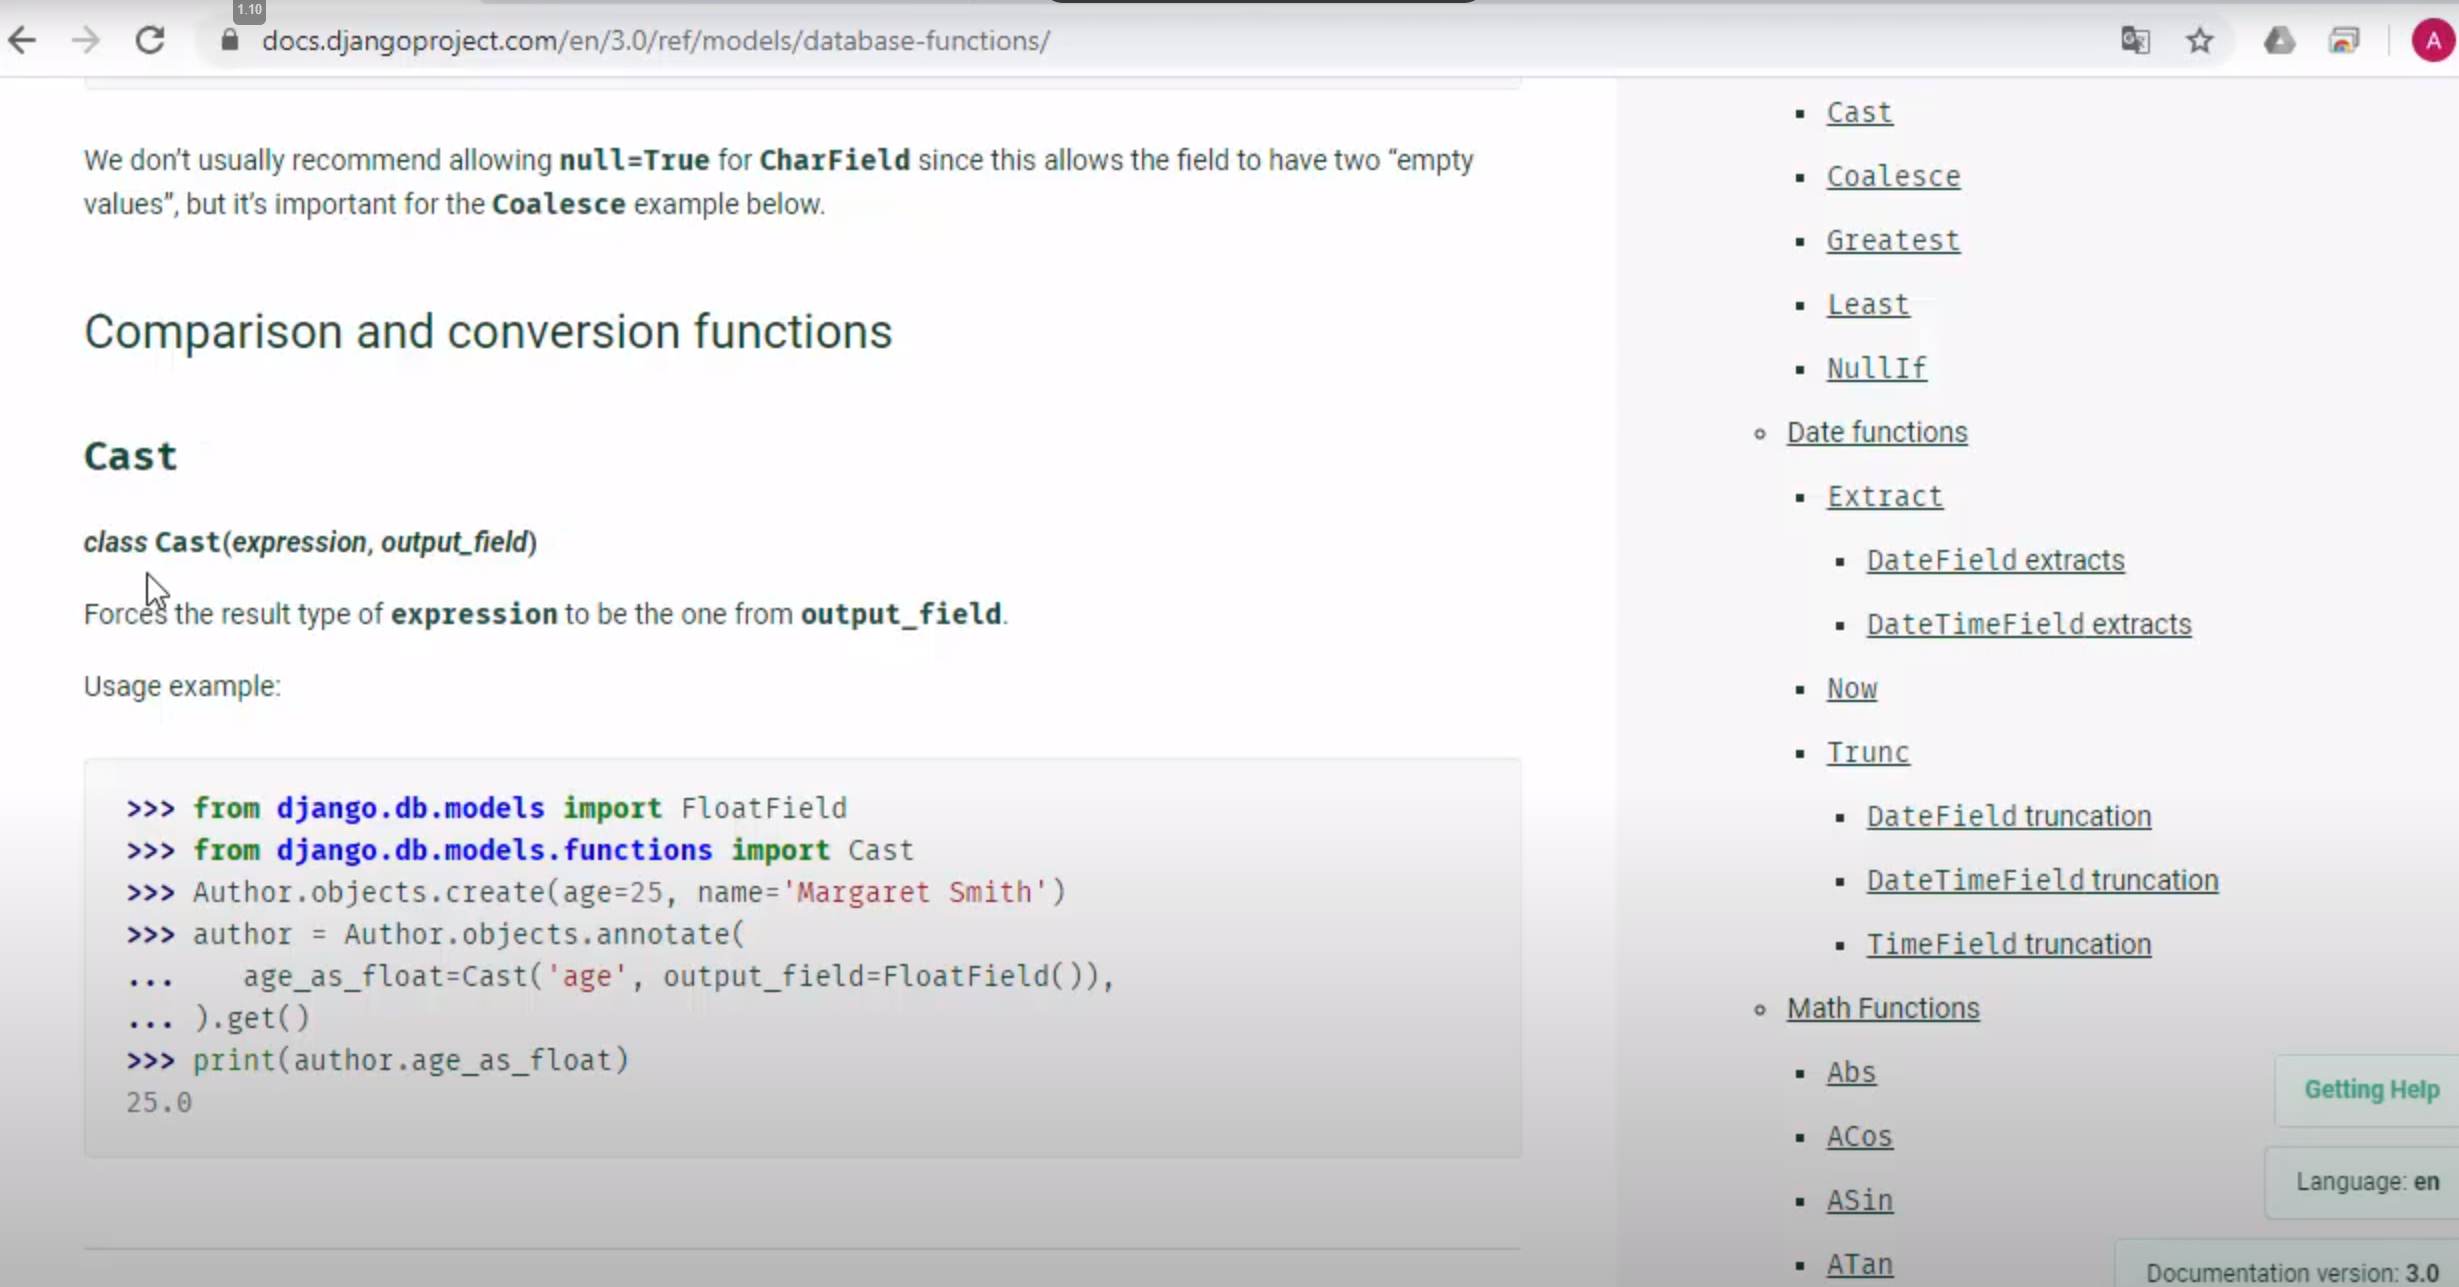 1.10
docs.djangoproject.com/en/3.0/ref/models/database-functions/
A
We don’t usually recommend allowing null=True for CharField since this allows the field to have two “empty
values”, but it’s important for the Coalesce example below.
Comparison and conversion functions
Cast
class Cast(expression, output_field)
Forces the result type of expression to be the one from output_field.
Usage example:
>>> from django.db.models import FloatField
>>> from django.db.models.functions import Cast
>>> Author.objects.create(age=25, name='Margaret Smith')
>>> author = Author.objects.annotate(
...    age_as_float=Cast('age', output_field=FloatField()),
... ).get()
>>> print(author.age_as_float)
25.0
Cast
Coalesce
Greatest
Least
NullIf
Date functions
Extract
DateField extracts
DateTimeField extracts
Now
Trunc
DateField truncation
DateTimeField truncation
TimeField truncation
Math Functions
Abs
ACos
ASin
ATan
Getting Help
Language: en
Documentation version: 3.0